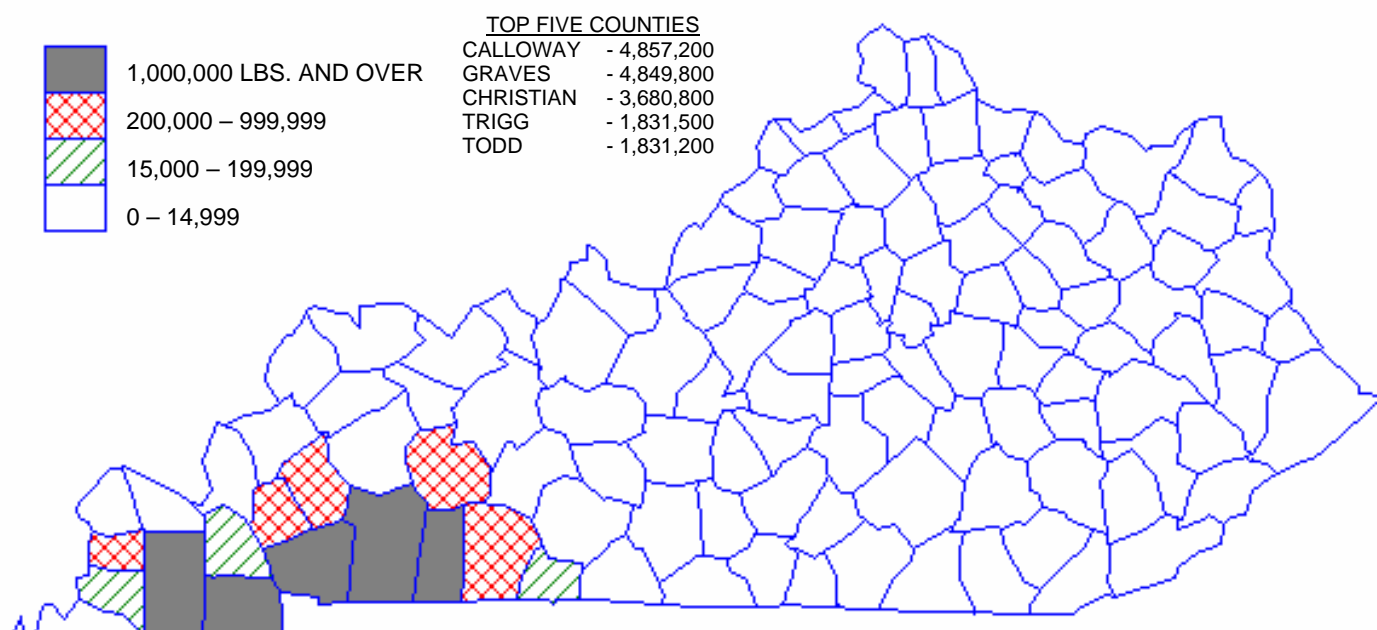 TOP FIVE COUNTIES
CALLOWAY - 4,857,200
GRAVES - 4,849,800
CHRISTIAN - 3,680,800
TRIGG - 1,831,500
TODD - 1,831,200
1,000,000 LBS. AND OVER
200,000 – 999,999
15,000 – 199,999
0 – 14,999